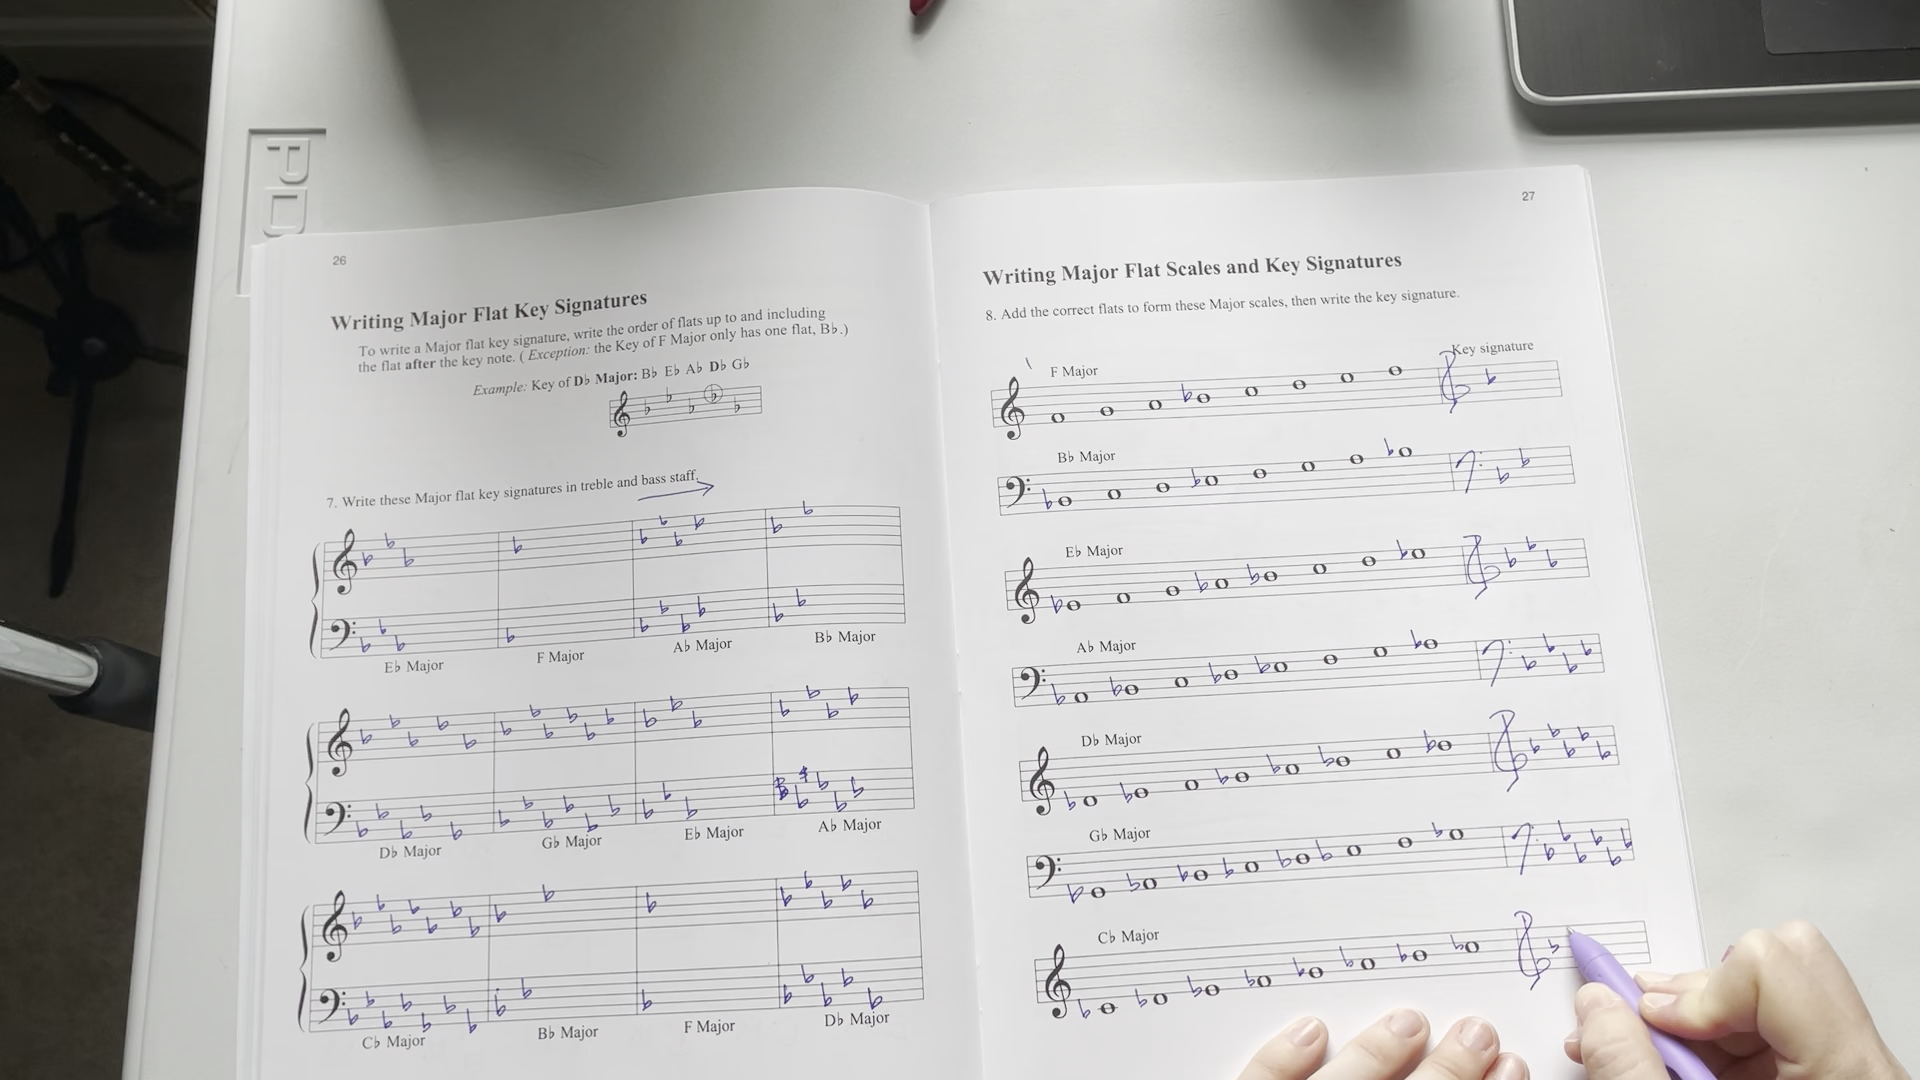 PD
26
Writing Major Flat Key Signatures
To write a Major flat key signature, write the order of flats up to and including
the flat after the key note. ( Exception: the Key of F Major only has one flat, B♭.)
Example: Key of D♭ Major: B♭ E♭ A♭ D♭ G♭
7. Write these Major flat key signatures in treble and bass staff.
E♭ Major F Major A♭ Major B♭ Major
D♭ Major G♭ Major E♭ Major A♭ Major
C♭ Major B♭ Major F Major D♭ Major
27
Writing Major Flat Scales and Key Signatures
8. Add the correct flats to form these Major scales, then write the key signature.
F Major Key signature
B♭ Major
E♭ Major
A♭ Major
D♭ Major
G♭ Major
C♭ Major